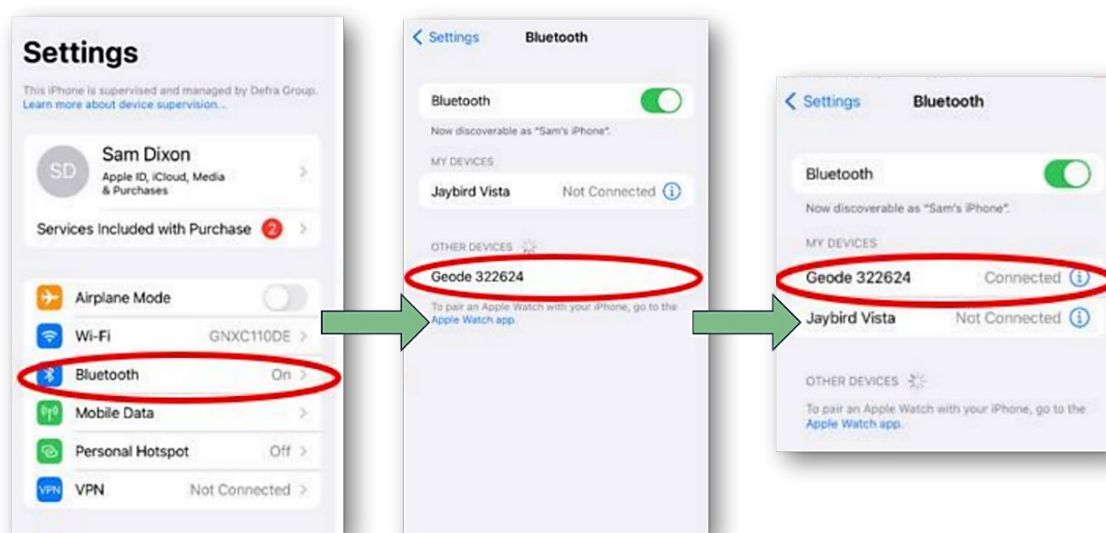 Settings
This iPhone is supervised and managed by Defra Group.
Learn more about device supervision...
SD
Sam Dixon
Apple ID, iCloud, Media
& Purchases
Services Included with Purchase 2
Airplane Mode
Wi-Fi GNXC110DE
Bluetooth On
Mobile Data
Personal Hotspot Off
VPN VPN Not Connected
Settings Bluetooth
Bluetooth
Now discoverable as "Sam's iPhone".
MY DEVICES
Jaybird Vista Not Connected
OTHER DEVICES
Geode 322624
To pair an Apple Watch with your iPhone, go to the
Apple Watch app.
Settings Bluetooth
Bluetooth
Now discoverable as "Sam's iPhone".
MY DEVICES
Geode 322624 Connected
Jaybird Vista Not Connected
OTHER DEVICES
To pair an Apple Watch with your iPhone, go to the
Apple Watch app.